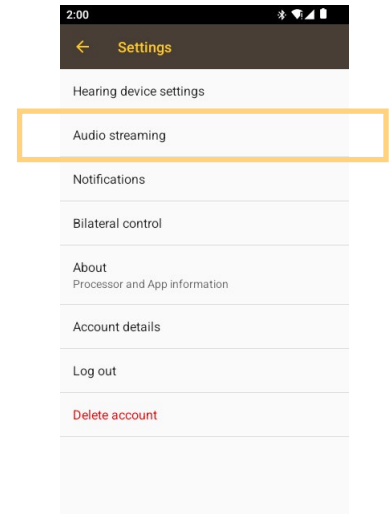 2:00
Settings
Hearing device settings
Audio streaming
Notifications
Bilateral control
About
Processor and App information
Account details
Log out
Delete account